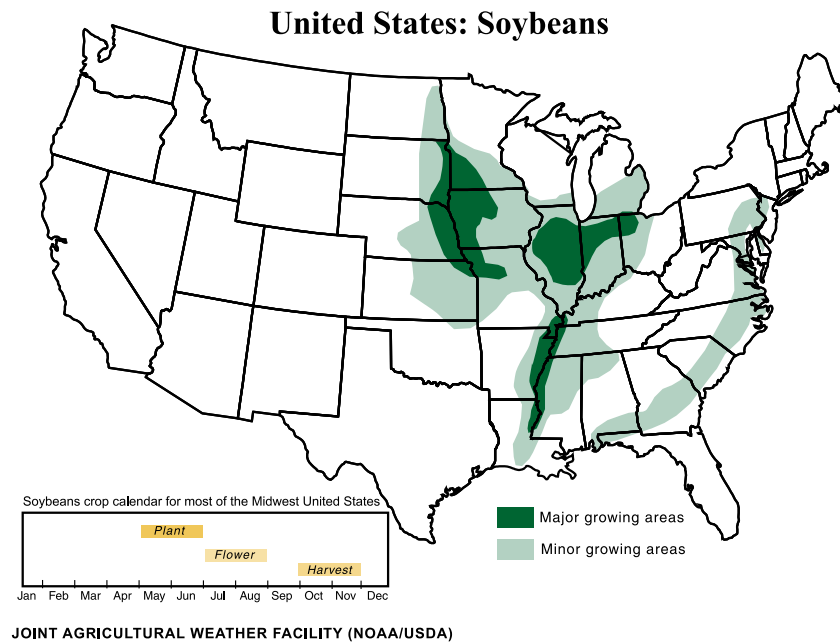 United States: Soybeans
Soybeans crop calendar for most of the Midwest United States
Plant
Flower
Harvest
Jan Feb Mar Apr May Jun Jul Aug Sep Oct Nov Dec
Major growing areas
Minor growing areas
JOINT AGRICULTURAL WEATHER FACILITY (NOAA/USDA)